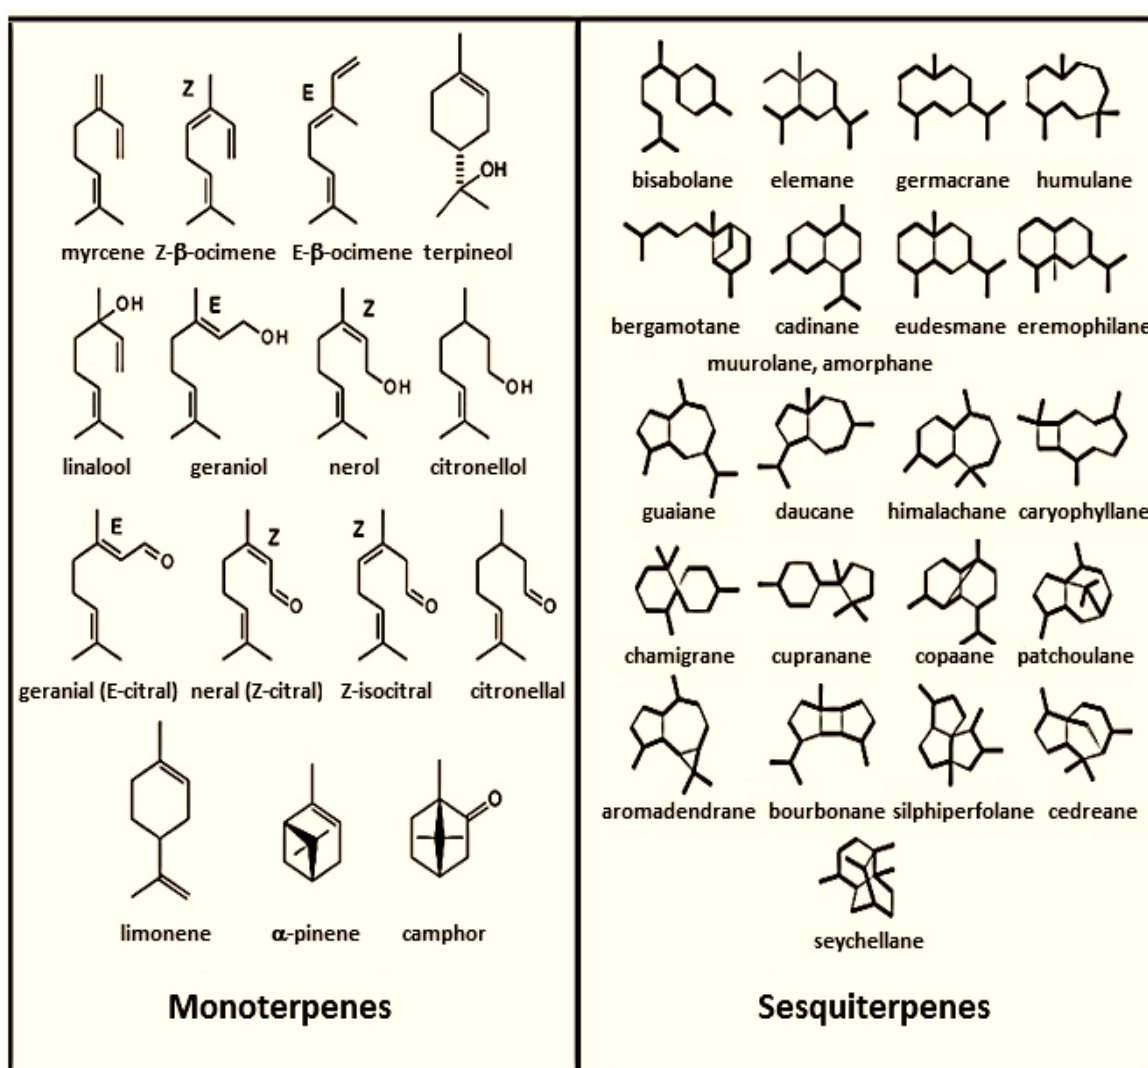 Z
E
OH
myrcene Z-β-ocimene E-β-ocimene terpineol
OH
E
OH
Z
OH
OH
linalool geraniol nerol citronellol
E
O
Z
O
Z
O
O
geranial (E-citral) neral (Z-citral) Z-isocitral citronellal
O
limonene α-pinene camphor
Monoterpenes
bisabolane elemane germacrane humulane
bergamotane cadinane eudesmane eremophilane
muurolane, amorphane
guaiane daucane himalachane caryophyllane
chamigrane cupranane copaane patchoulane
aromadendrane bourbonane silphiperfolane cedreane
seychellane
Sesquiterpenes